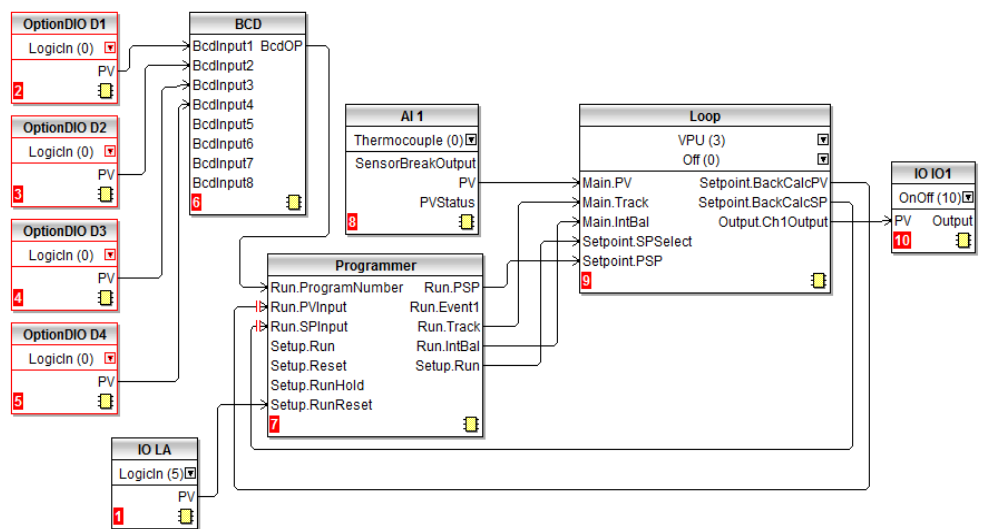 OptionDIO D1
LogicIn (0)
PV
2
OptionDIO D2
LogicIn (0)
PV
3
OptionDIO D3
LogicIn (0)
PV
4
OptionDIO D4
LogicIn (0)
PV
5
IO LA
LogicIn (5)
PV
1
BCD
BcdInput1 BcdOP
BcdInput2
BcdInput3
BcdInput4
BcdInput5
BcdInput6
BcdInput7
BcdInput8
6
AI 1
Thermocouple (0)
SensorBreakOutput
PV
PVStatus
8
Programmer
Run.ProgramNumber Run.PSP
Run.PVInput Run.Event1
Run.SPInput Run.Track
Setup.Run Run.IntBal
Setup.Reset Setup.Run
Setup.RunHold
Setup.RunReset
7
Loop
VPU (3)
Off (0)
Main.PV Setpoint.BackCalcPV
Main.Track Setpoint.BackCalcSP
Main.IntBal Output.Ch1Output
Setpoint.SPSelect
Setpoint.PSP
9
IO IO1
OnOff (10)
PV Output
10